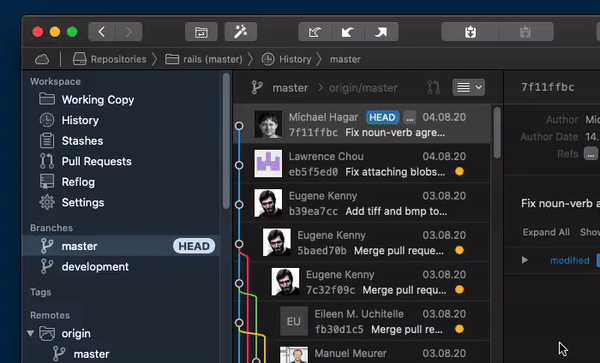 Repositories > rails (master) > History > master
Workspace
Working Copy
History
Stashes
Pull Requests
Reflog
Settings
Branches
master HEAD
development
Tags
Remotes
origin
master
master > origin/master
Michael Hagar HEAD ... 04.08.20
7f11ffbc Fix noun-verb agre...
Lawrence Chou 04.08.20
eb5f5ed0 Fix attaching blobs...
Eugene Kenny 03.08.20
b39ea7cc Add tiff and bmp to...
Eugene Kenny 03.08.20
5baed70b Merge pull reque...
Eugene Kenny 03.08.20
7c32f09c Merge pull requ...
EU
Eileen M. Uchitelle 03.08.20
fb30d1c5 Merge pull re...
Manuel Meurer 03.08.20
7f11ffbc
Author Mic
Author Date 14.
Refs ...
Fix noun-verb a
Expand All Show
modified